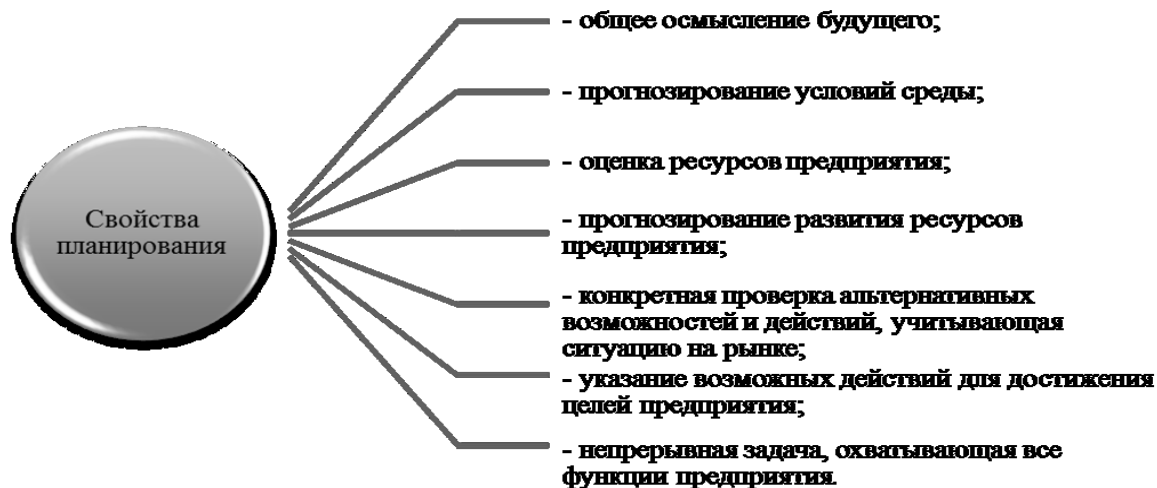 Свойства
планирования
- общее осмысление будущего;
- прогнозирование условий среды;
- оценка ресурсов предприятия;
- прогнозирование развития ресурсов
предприятия;
- конкретная проверка альтернативных
возможностей и действий, учитывающая
ситуацию на рынке;
- указание возможных действий для достижения
целей предприятия;
- непрерывная задача, охватывающая все
функции предприятия.